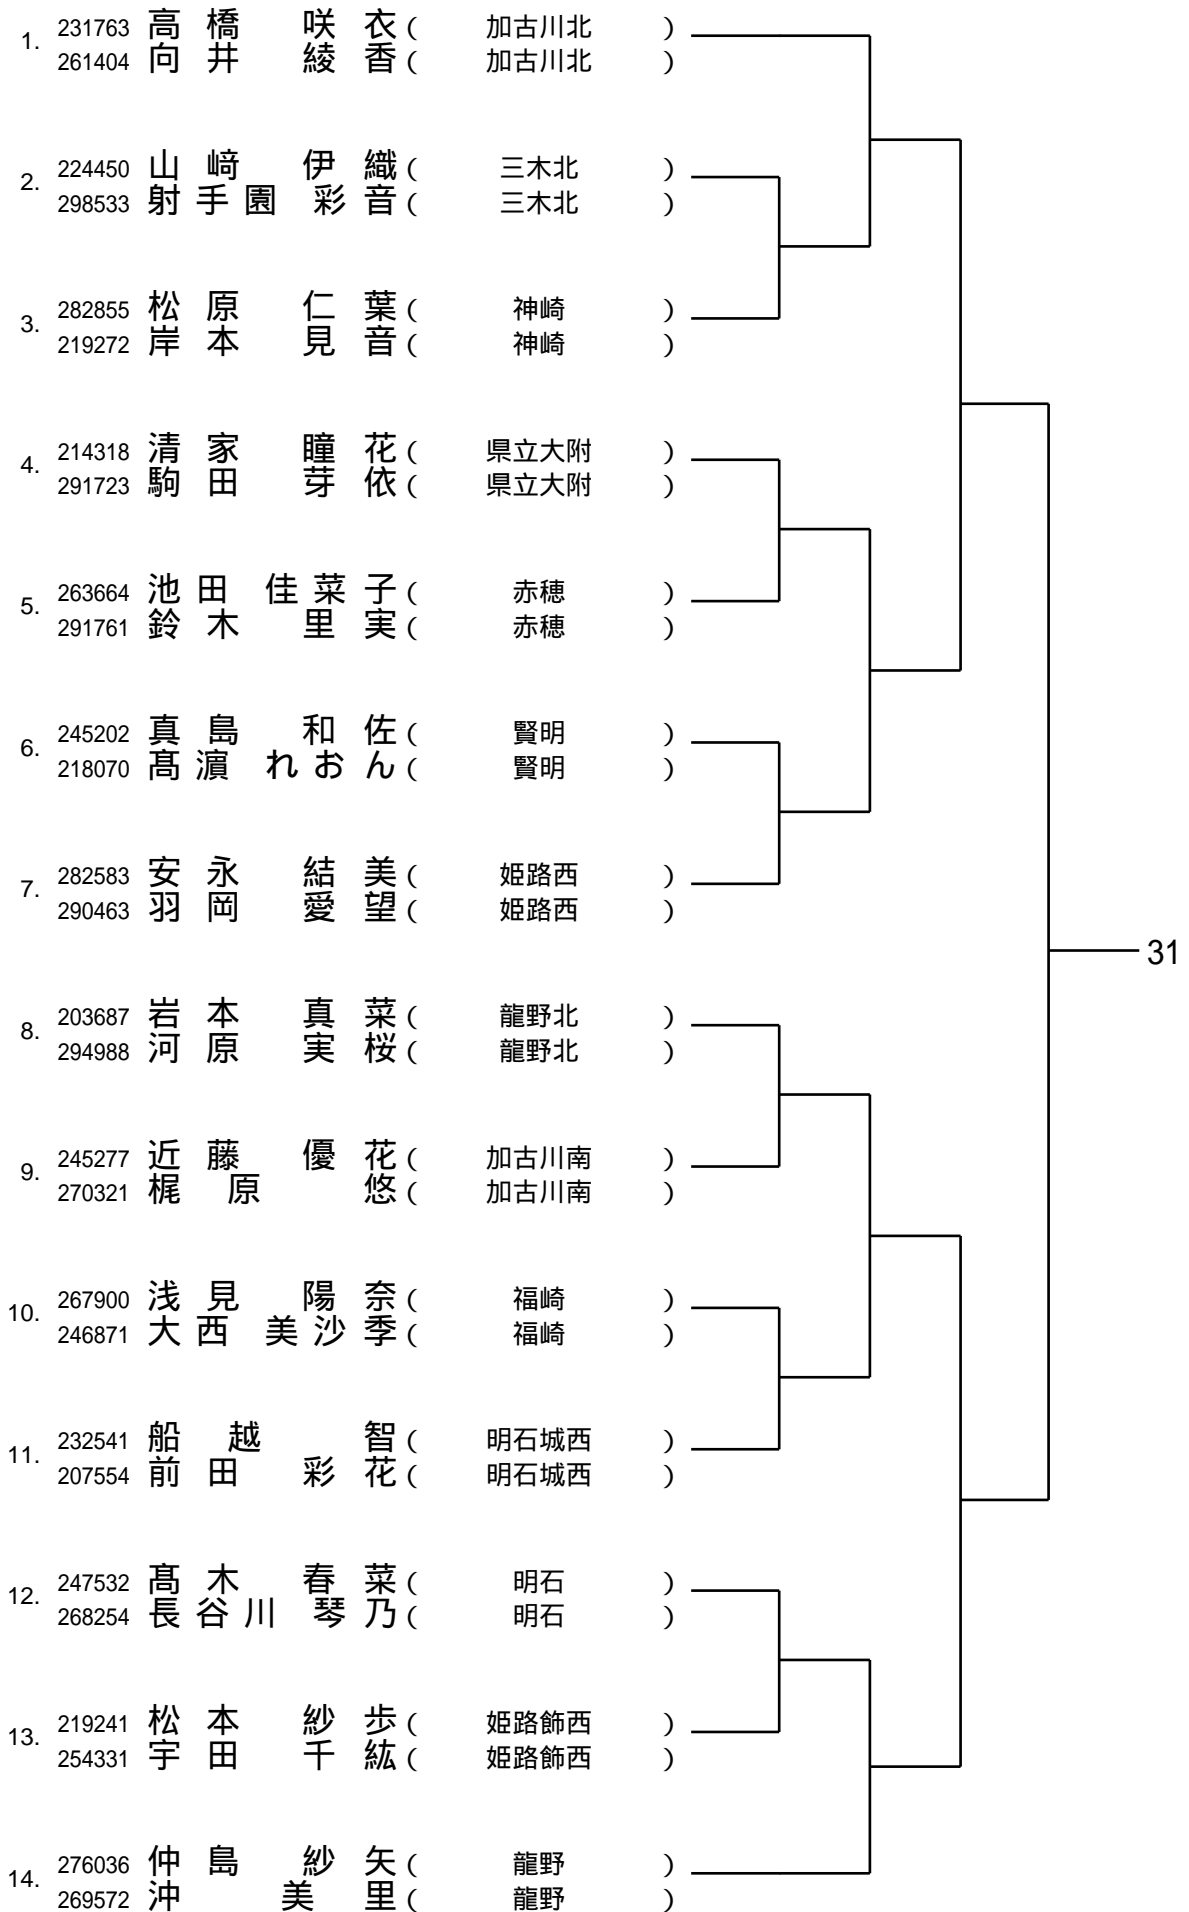 1. 231763 高橋 咲衣 ( 加古川北 )
261404 向井 綾香 ( 加古川北 )
2. 224450 山﨑 伊織 ( 三木北 )
298533 射手園 彩音 ( 三木北 )
3. 282855 松原 仁葉 ( 神崎 )
219272 岸本 見音 ( 神崎 )
4. 214318 清家 瞳花 ( 県立大附 )
291723 駒田 芽依 ( 県立大附 )
5. 263664 池田 佳菜子 ( 赤穂 )
291761 鈴木 里実 ( 赤穂 )
6. 245202 真島 和佐 ( 賢明 )
218070 髙濵 れおん ( 賢明 )
7. 282583 安永 結美 ( 姫路西 )
290463 羽岡 愛望 ( 姫路西 )
31
8. 203687 岩本 真菜 ( 龍野北 )
294988 河原 実桜 ( 龍野北 )
9. 245277 近藤 優花 ( 加古川南 )
270321 梶原 悠 ( 加古川南 )
10. 267900 浅見 陽奈 ( 福崎 )
246871 大西 美沙季 ( 福崎 )
11. 232541 船越 智 ( 明石城西 )
207554 前田 彩花 ( 明石城西 )
12. 247532 髙木 春菜 ( 明石 )
268254 長谷川 琴乃 ( 明石 )
13. 219241 松本 紗歩 ( 姫路飾西 )
254331 宇田 千紘 ( 姫路飾西 )
14. 276036 仲島 紗矢 ( 龍野 )
269572 沖 美里 ( 龍野 )